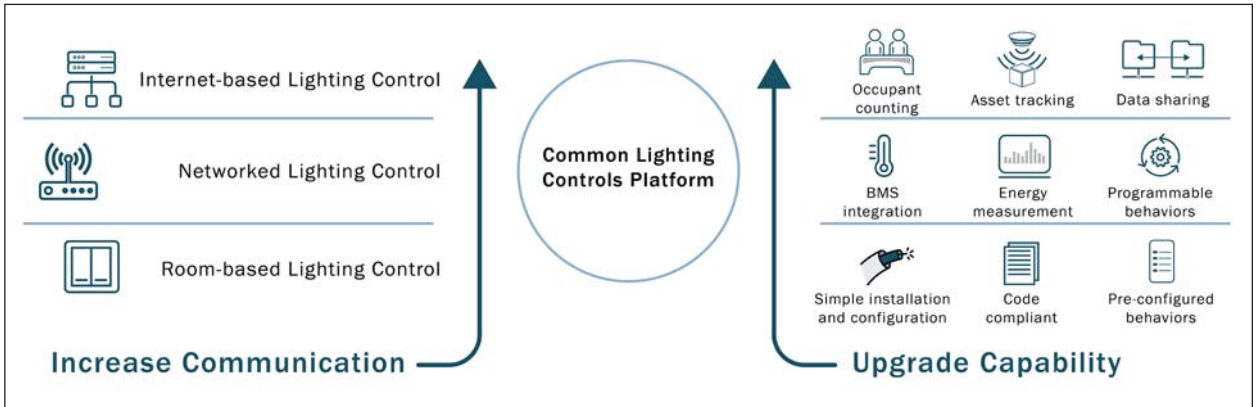 Internet-based Lighting Control
Networked Lighting Control
Room-based Lighting Control
Increase Communication
Common Lighting
Controls Platform
Occupant
counting
Asset tracking
Data sharing
BMS
integration
Energy
measurement
Programmable
behaviors
Simple installation
and configuration
Code
compliant
Pre-configured
behaviors
Upgrade Capability